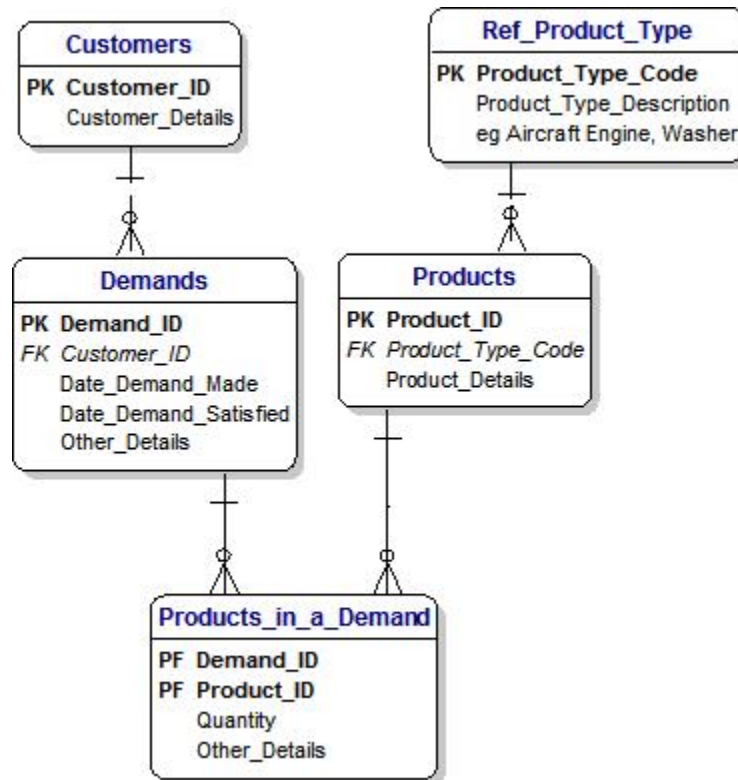 Customers
PK Customer_ID
Customer_Details
Ref_Product_Type
PK Product_Type_Code
Product_Type_Description
eg Aircraft Engine, Washer
Demands
PK Demand_ID
FK Customer_ID
Date_Demand_Made
Date_Demand_Satisfied
Other_Details
Products
PK Product_ID
FK Product_Type_Code
Product_Details
Products_in_a_Demand
PF Demand_ID
PF Product_ID
Quantity
Other_Details